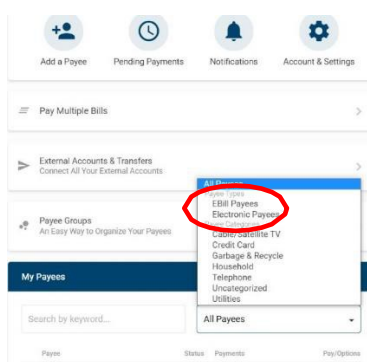 Add a Payee
Pending Payments
Notifications
Account & Settings
Pay Multiple Bills
External Accounts & Transfers
Connect All Your External Accounts
Payee Groups
An Easy Way to Organize Your Payees
All Payees
Payee Types
EBill Payees
Electronic Payees
Payee Categories
Cable/Satellite TV
Credit Card
Garbage & Recycle
Household
Telephone
Uncategorized
Utilities
My Payees
Search by keyword...
All Payees
Payee
Status
Payments
Pay/Options